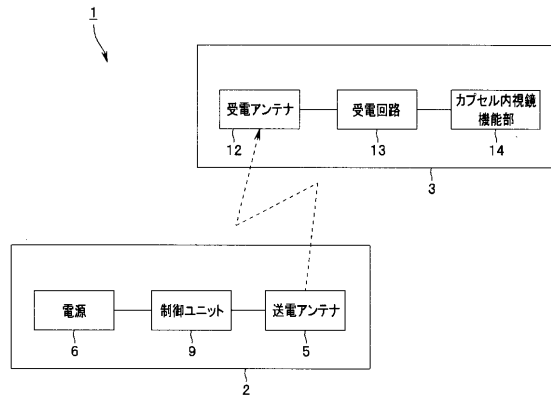 1
受電アンテナ
受電回路
カプセル内視鏡
機能部
12
13
14
3
電源
制御ユニット
送電アンテナ
6
9
5
2